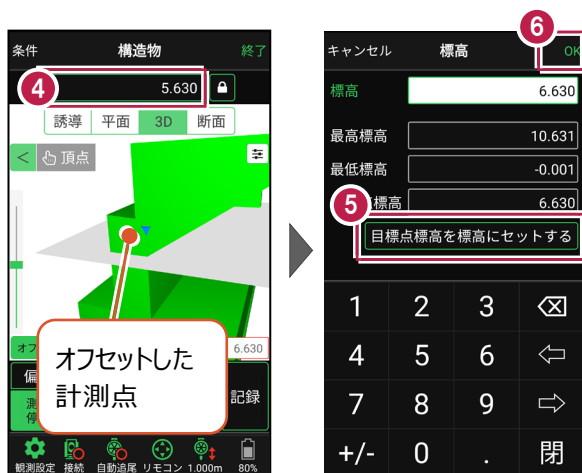 条件 構造物 終了
4
5.630
誘導 平面 3D 断面
< 頂点
オフセットした
計測点
オフ
6.630
偏
測
停
記録
観測設定 接続 自動追尾 リモコン 1.000m 80%
6
キャンセル 標高 OK
標高 6.630
最高標高 10.631
最低標高 -0.001
5
標高 6.630
目標点標高を標高にセットする
1 2 3
4 5 6
7 8 9
+/- 0 . 閉